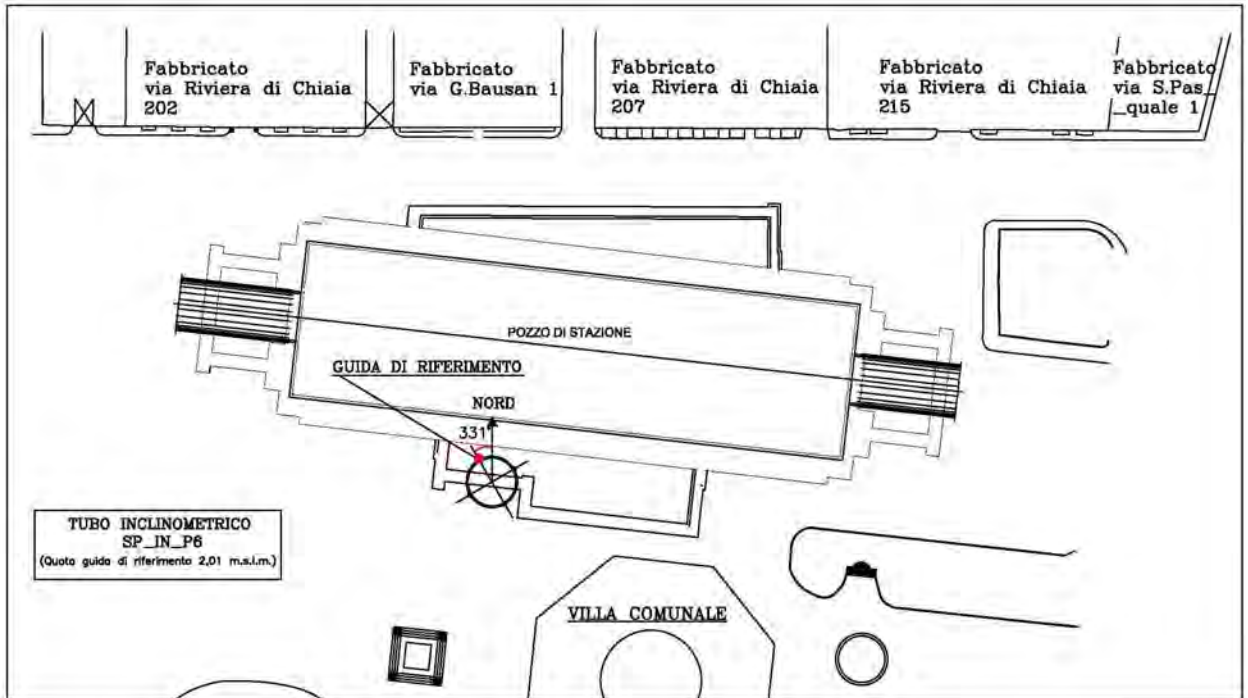 Fabbricato
via Riviera di Chiaia
202
Fabbricato
via G.Bausan 1
Fabbricato
via Riviera di Chiaia
207
Fabbricato
via Riviera di Chiaia
215
Fabbricato
via S.Pas_
_quale 1
POZZO DI STAZIONE
GUIDA DI RIFERIMENTO
NORD
331°
TUBO INCLINOMETRICO
SP_IN_P6
(Quota guida di riferimento 2,01 m.s.l.m.)
VILLA COMUNALE